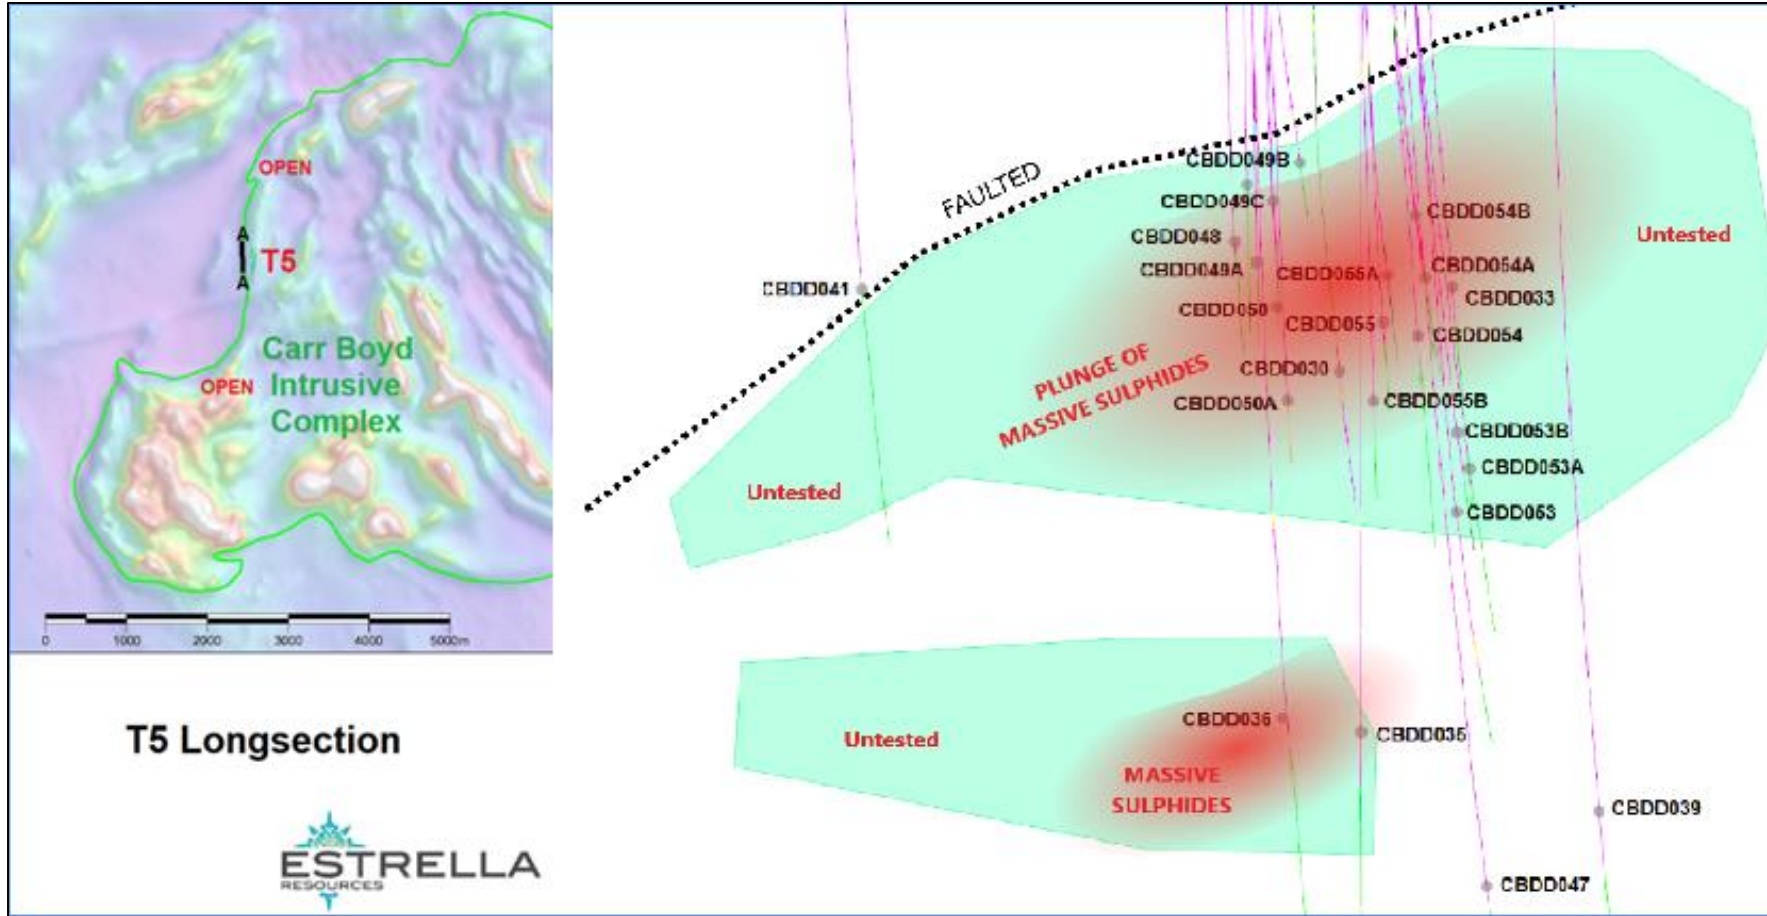 OPEN
A
T5
A
OPEN
Carr Boyd
Intrusive
Complex
0 1000 2000 3000 4000 5000m
T5 Longsection
ESTRELLA
RESOURCES
FAULTED
CBDD049B
CBDD049C
CBDD054B
CBDD048
Untested
CBDD049A
CBDD055A
CBDD054A
CBDD041
CBDD033
CBDD050
CBDD055
CBDD054
PLUNGE OF
MASSIVE SULPHIDES
CBDD030
CBDD050A
CBDD055B
CBDD053B
CBDD053A
Untested
CBDD053
CBDD036
CBDD035
Untested
MASSIVE
SULPHIDES
CBDD039
CBDD047